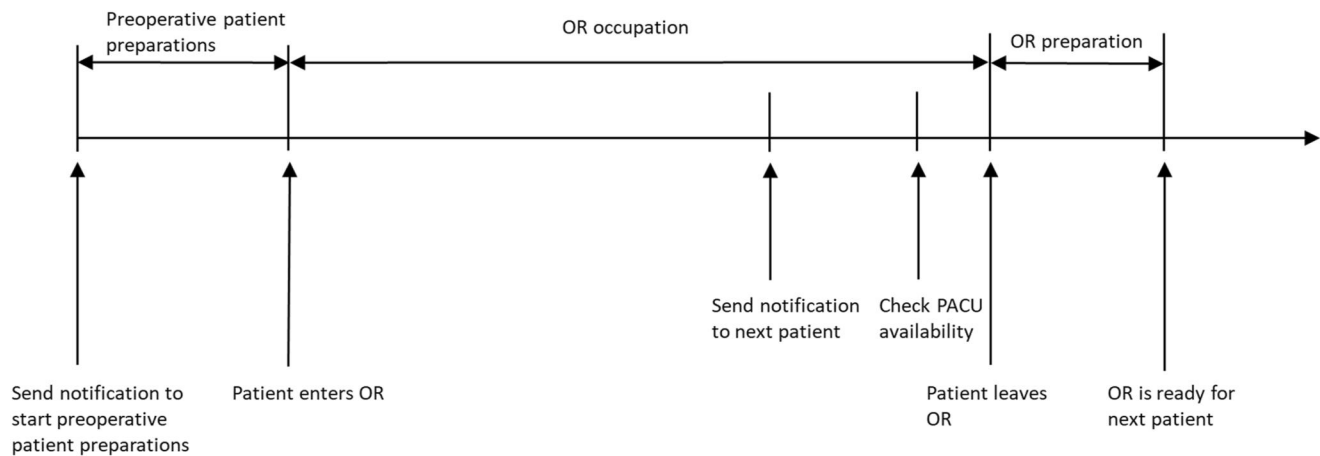 Preoperative patient
preparations
OR occupation
OR preparation
Send notification
to next patient
Check PACU
availability
Send notification to
start preoperative
patient preparations
Patient enters OR
Patient leaves
OR
OR is ready for
next patient